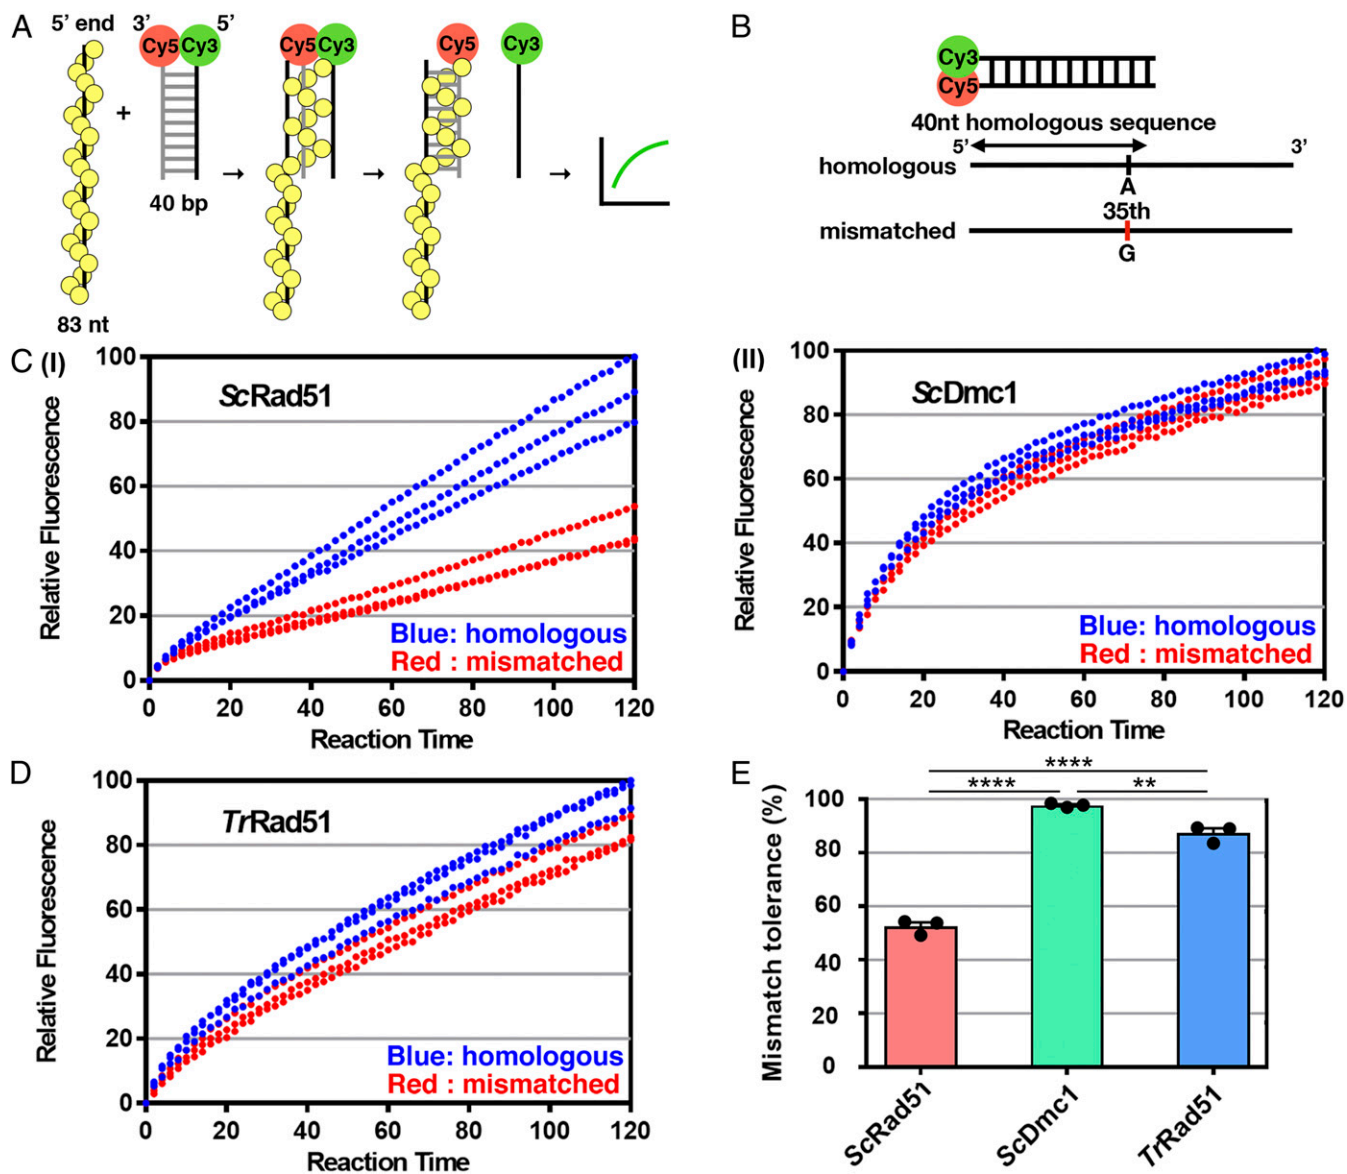 A
5’ end
3’
5’
Cy5
Cy3
Cy5
Cy3
Cy5
Cy3
+
40 bp
83 nt
B
Cy3
Cy5
40nt homologous sequence
5’
3’
homologous
A
35th
mismatched
G
C (I)
ScRad51
Relative Fluorescence
100
80
60
40
20
0
Blue: homologous
Red : mismatched
0 20 40 60 80 100 120
Reaction Time
(II)
ScDmc1
Relative Fluorescence
100
80
60
40
20
0
Blue: homologous
Red : mismatched
0 20 40 60 80 100 120
Reaction Time
D
TrRad51
Relative Fluorescence
100
80
60
40
20
0
Blue: homologous
Red : mismatched
0 20 40 60 80 100 120
Reaction Time
E
****
**** **
Mismatch tolerance (%)
100
80
60
40
20
0
ScRad51
ScDmc1
TrRad51